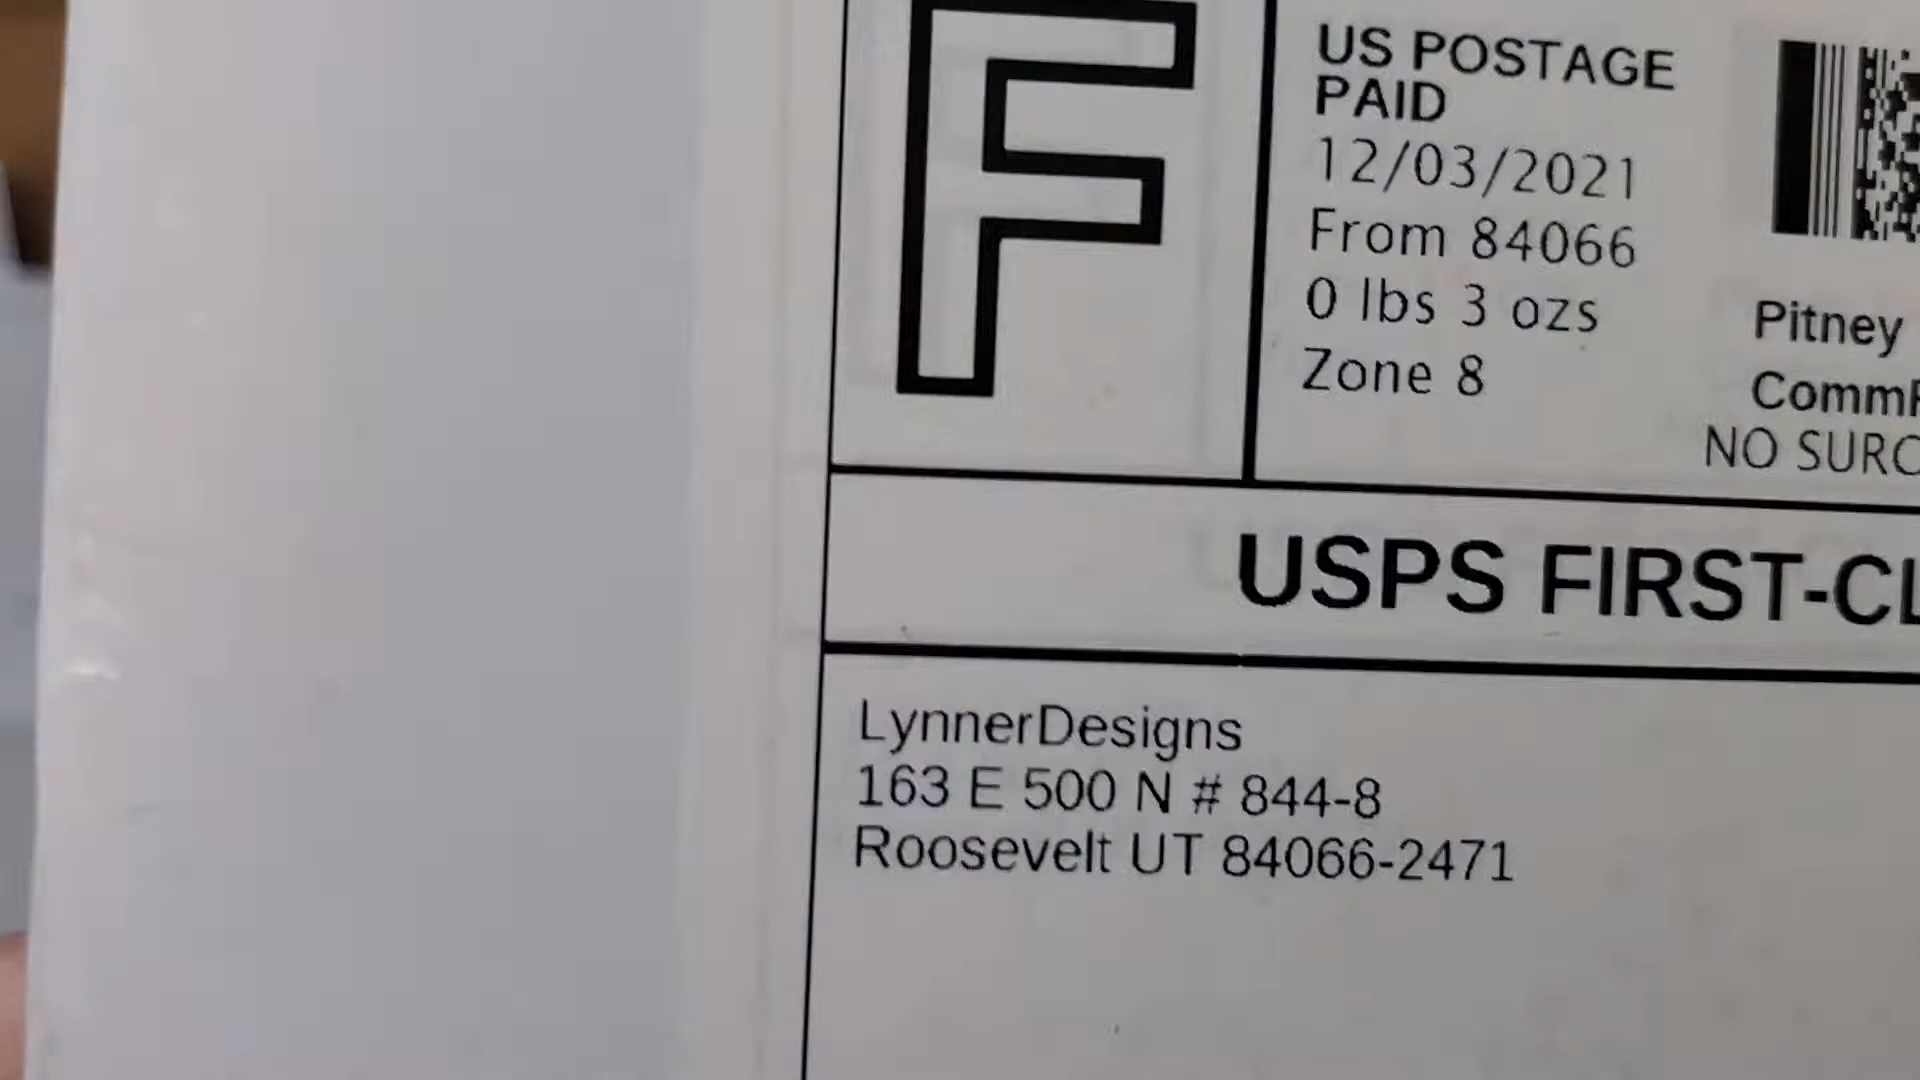 F
US POSTAGE
PAID
12/03/2021
From 84066
0 lbs 3 ozs
Zone 8
Pitney
Comm
NO SURC
USPS FIRST-CL
LynnerDesigns
163 E 500 N # 844-8
Roosevelt UT 84066-2471